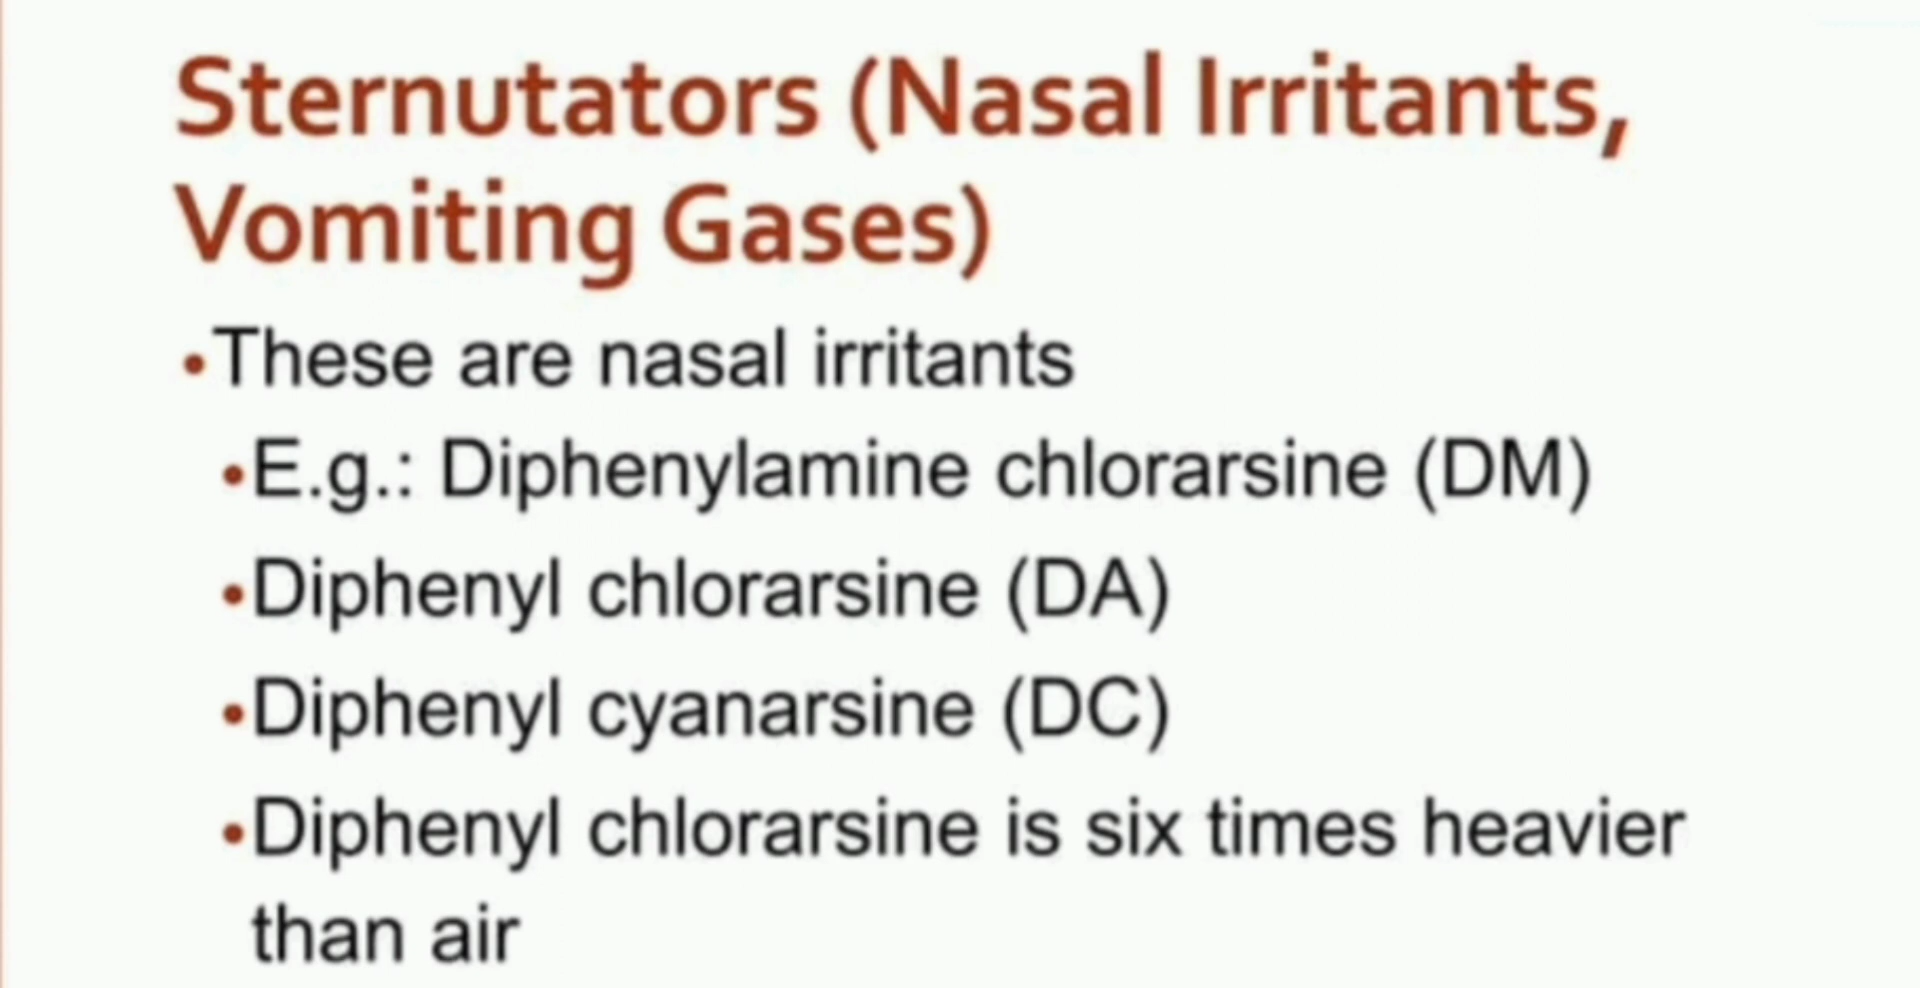 Sternutators (Nasal Irritants,
Vomiting Gases)
•These are nasal irritants
•E.g.: Diphenylamine chlorarsine (DM)
•Diphenyl chlorarsine (DA)
•Diphenyl cyanarsine (DC)
•Diphenyl chlorarsine is six times heavier
than air